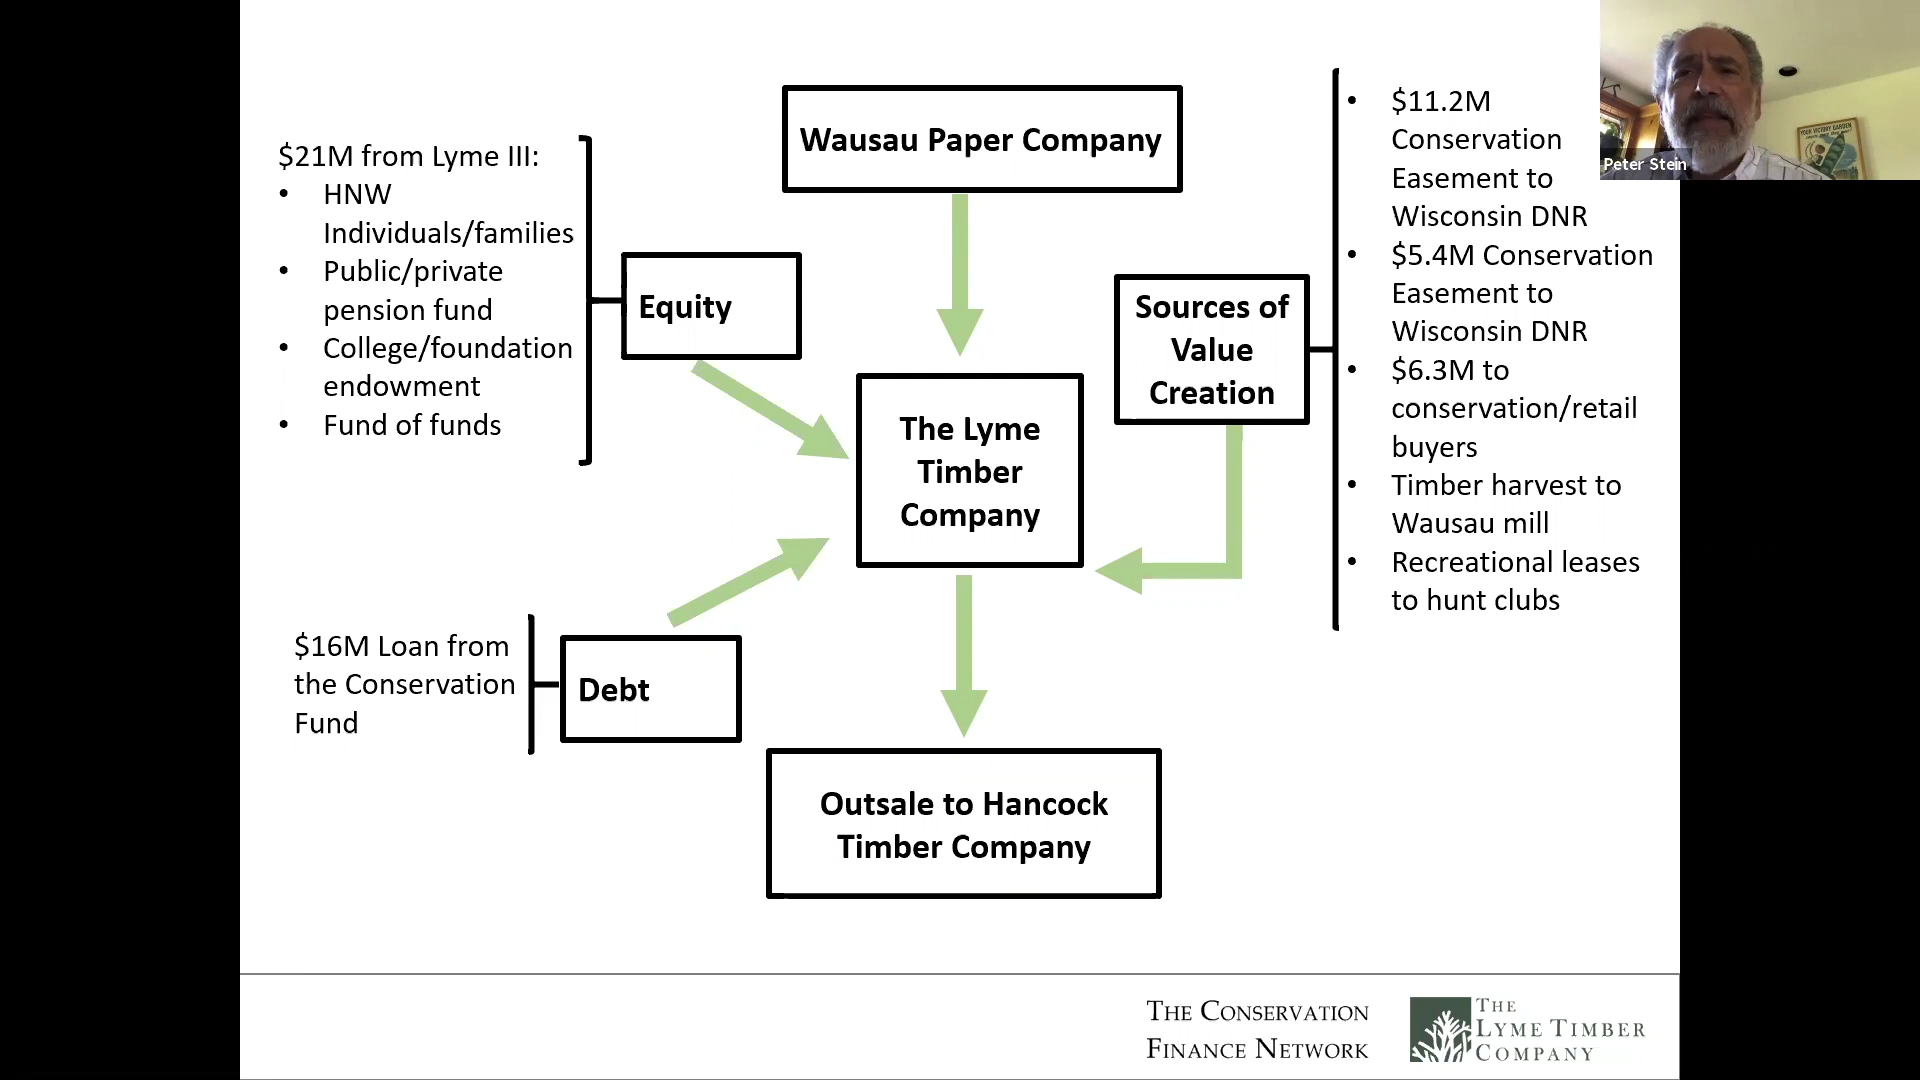 Wausau Paper Company
$21M from Lyme III:
• HNW
Individuals/families
• Public/private
pension fund
• College/foundation
endowment
• Fund of funds
Equity
Sources of
Value
Creation
• $11.2M
Conservation
Easement to
Wisconsin DNR
• $5.4M Conservation
Easement to
Wisconsin DNR
• $6.3M to
conservation/retail
buyers
• Timber harvest to
Wausau mill
• Recreational leases
to hunt clubs
The Lyme
Timber
Company
$16M Loan from
the Conservation
Fund
Debt
Outsale to Hancock
Timber Company
Peter Stein
YOUR VICTORY GARDEN
THE CONSERVATION
FINANCE NETWORK
THE
LYME TIMBER
COMPANY